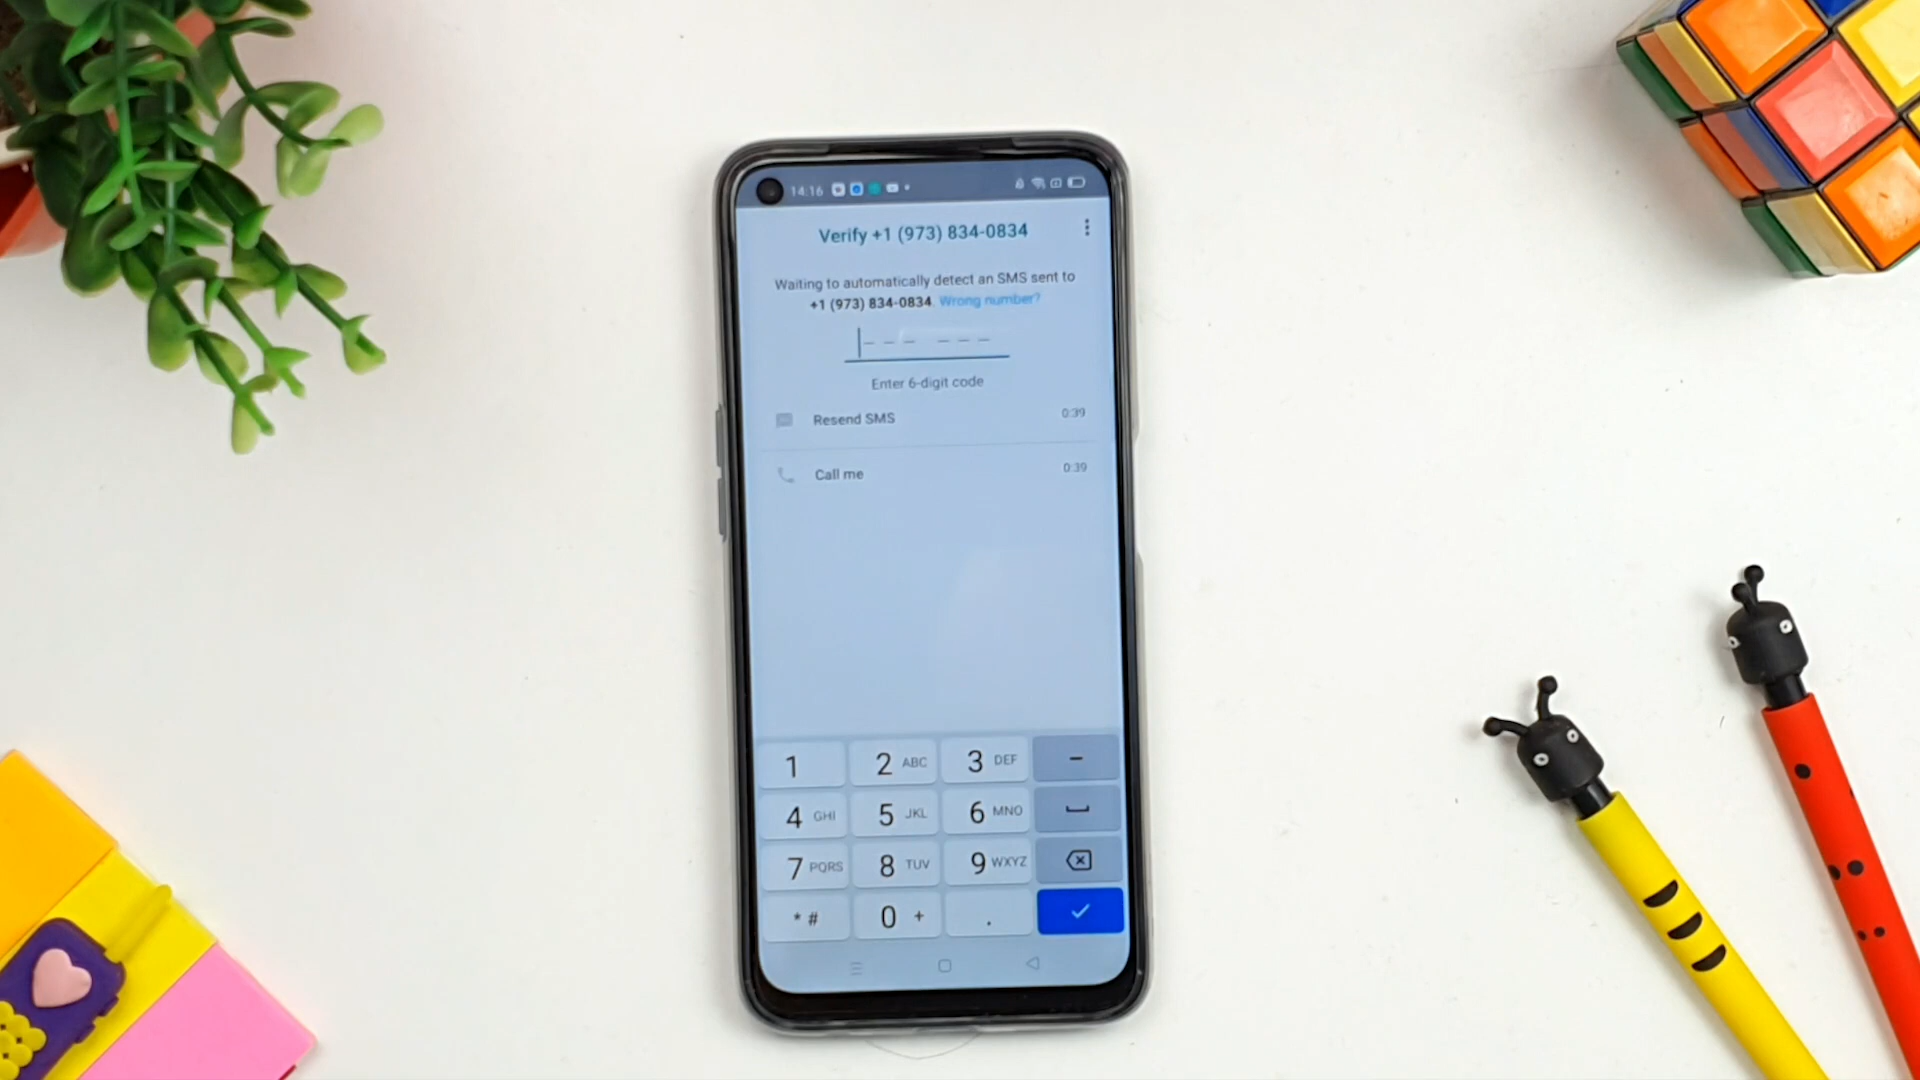 14:16
Verify +1 (973) 834-0834
Waiting to automatically detect an SMS sent to
+1 (973) 834-0834. Wrong number?
Enter 6-digit code
Resend SMS 0:39
Call me 0:39
1 2 ABC 3 DEF -
4 GHI 5 JKL 6 MNO
7 PQRS 8 TUV 9 WXYZ
* # 0 + .